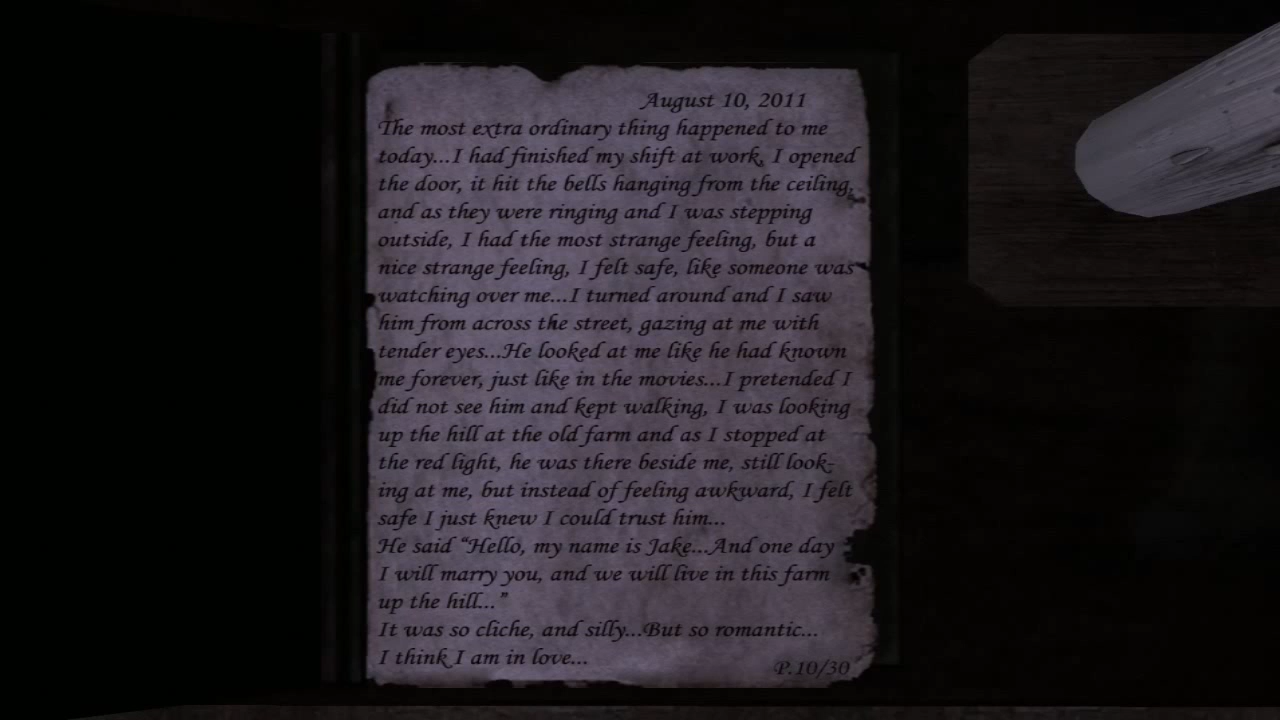 August 10, 2011
The most extra ordinary thing happened to me
today...I had finished my shift at work, I opened
the door, it hit the bells hanging from the ceiling,
and as they were ringing and I was stepping
outside, I had the most strange feeling, but a
nice strange feeling, I felt safe, like someone was
watching over me...I turned around and I saw
him from across the street, gazing at me with
tender eyes...He looked at me like he had known
me forever, just like in the movies...I pretended I
did not see him and kept walking, I was looking
up the hill at the old farm and as I stopped at
the red light, he was there beside me, still look-
ing at me, but instead of feeling awkward, I felt
safe I just knew I could trust him...
He said “Hello, my name is Jake...And one day
I will marry you, and we will live in this farm
up the hill...”
It was so cliche, and silly...But so romantic...
I think I am in love...
P.10/30